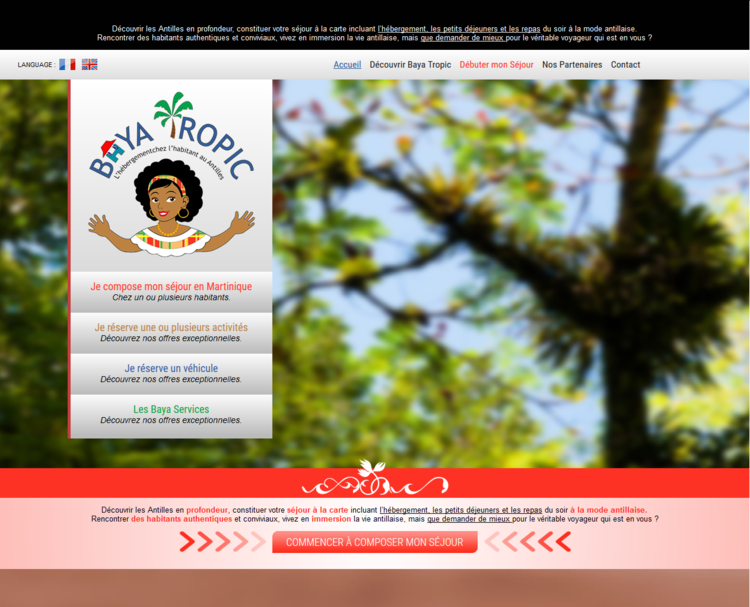 Découvrir les Antilles en profondeur, constituer votre séjour à la carte incluant l'hébergement, les petits déjeuners et les repas du soir à la mode antillaise.
Rencontrer des habitants authentiques et conviviaux, vivez en immersion la vie antillaise, mais que demander de mieux pour le véritable voyageur qui est en vous ?
LANGUAGE :
Accueil Découvrir Baya Tropic Débuter mon Séjour Nos Partenaires Contact
BAYA TROPIC
L'hébergementchez l'habitant au Antilles
Je compose mon séjour en Martinique
Chez un ou plusieurs habitants.
Je réserve une ou plusieurs activités
Découvrez nos offres exceptionnelles.
Je réserve un véhicule
Découvrez nos offres exceptionnelles.
Les Baya Services
Découvrez nos offres exceptionnelles.
Découvrir les Antilles en profondeur, constituer votre séjour à la carte incluant l'hébergement, les petits déjeuners et les repas du soir à la mode antillaise.
Rencontrer des habitants authentiques et conviviaux, vivez en immersion la vie antillaise, mais que demander de mieux pour le véritable voyageur qui est en vous ?
COMMENCER À COMPOSER MON SÉJOUR